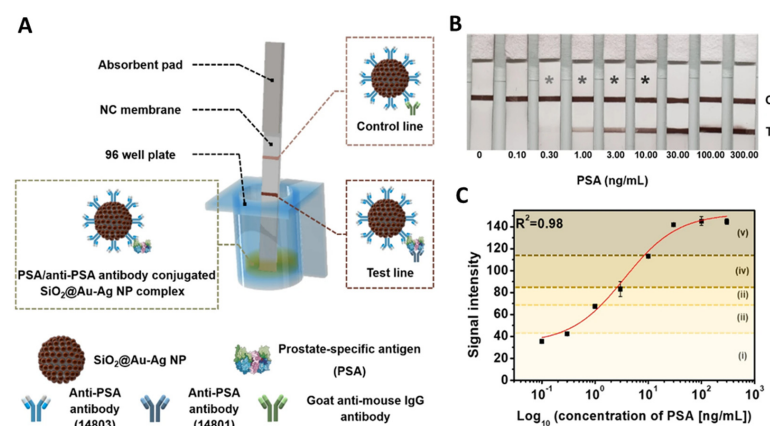 A
Absorbent pad
NC membrane
96 well plate
Control line
Test line
PSA/anti-PSA antibody conjugated
SiO2@Au-Ag NP complex
SiO2@Au-Ag NP
Prostate-specific antigen
(PSA)
Anti-PSA
antibody
(14803)
Anti-PSA
antibody
(14801)
Goat anti-mouse IgG
antibody
B
* * * *
C
T
0 0.10 0.30 1.00 3.00 10.00 30.00 100.00 300.00
PSA (ng/mL)
C
R2=0.98
Signal intensity
140
120
100
80
60
40
20
0
(v)
(iv)
(ii)
(ii)
(i)
10-1 100 101 102 103
Log10 (concentration of PSA [ng/mL])